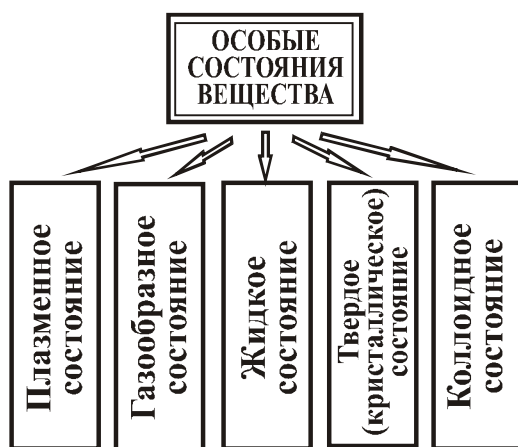 ОСОБЫЕ
СОСТОЯНИЯ
ВЕЩЕСТВА
Плазменное
состояние
Газообразное
состояние
Жидкое
состояние
Твердое
(кристаллическое)
состояние
Коллоидное
состояние